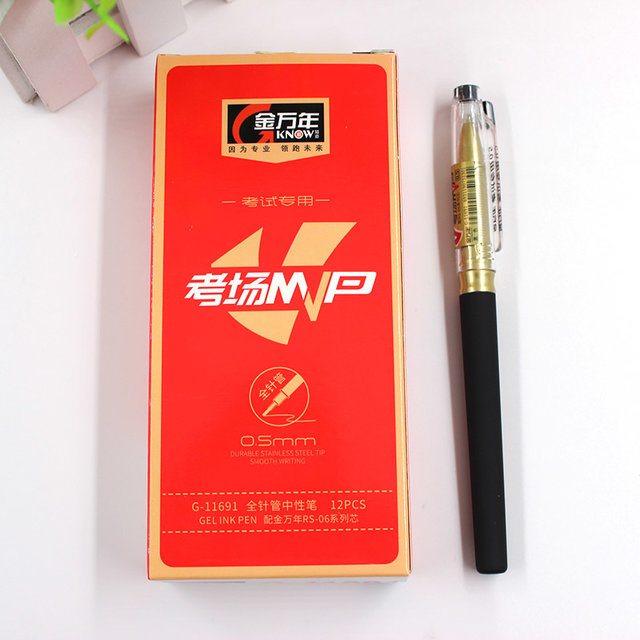 金万年
KNOW
因为专业 领跑未来
考试专用
考场MVP
全针管
0.5mm
DURABLE STAINLESS STEEL TIP
SMOOTH WRITING
G-11691 全针管中性笔 12PCS
GEL INK PEN 配金万年RS-06系列芯